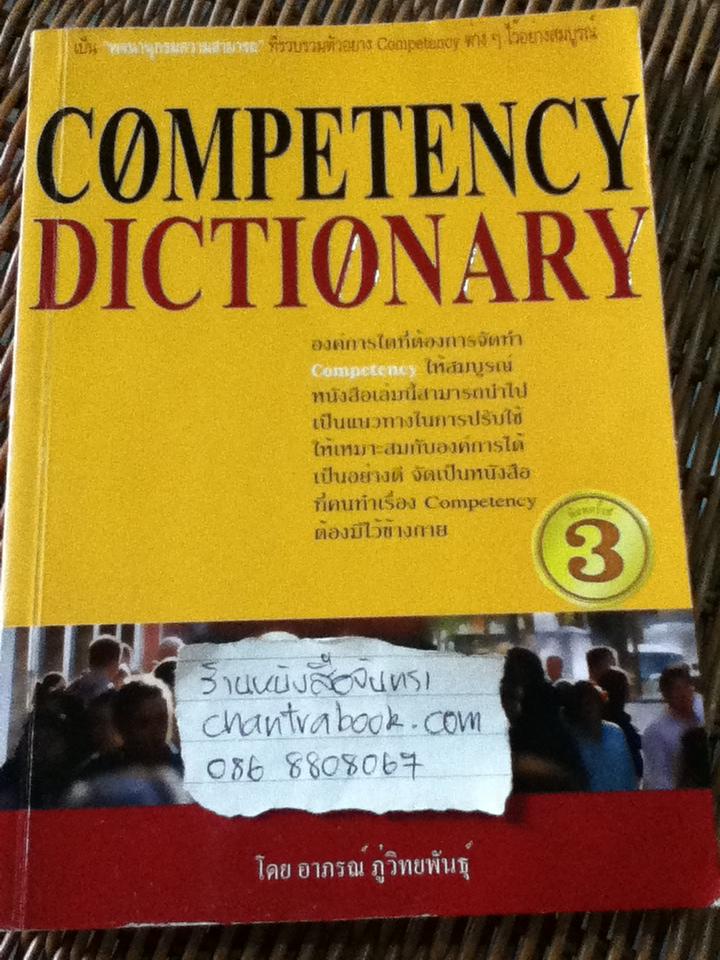 เป็น "พจนานุกรมความสามารถ" ที่รวบรวมตัวอย่าง Competency ต่าง ๆ ไว้อย่างสมบูรณ์
COMPETENCY
DICTIONARY
องค์การใดที่ต้องการจัดทำ
Competency ให้สมบูรณ์
หนังสือเล่มนี้สามารถนำไป
เป็นแนวทางในการปรับใช้
ให้เหมาะสมกับองค์การได้
เป็นอย่างดี จัดเป็นหนังสือ
ที่คนทำเรื่อง Competency
ต้องมีไว้ข้างกาย
พิมพ์ครั้งที่
3
ร้านหนังสือจันทรา
chantrabook.com
086 8808067
โดย อาภรณ์ ภู่วิทยพันธุ์